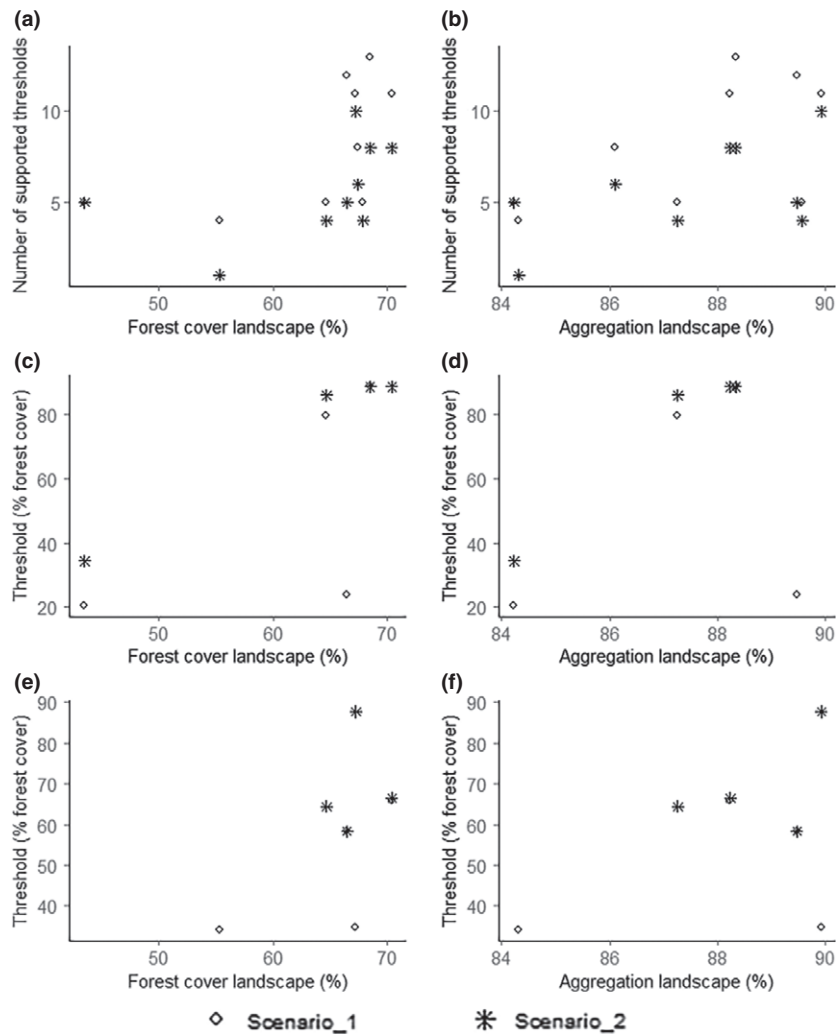 (a)
Number of supported thresholds
10
5
50
60
70
Forest cover landscape (%)
(b)
Number of supported thresholds
10
5
84
86
88
90
Aggregation landscape (%)
(c)
Threshold (% forest cover)
80
60
40
20
50
60
70
Forest cover landscape (%)
(d)
Threshold (% forest cover)
80
60
40
20
84
86
88
90
Aggregation landscape (%)
(e)
Threshold (% forest cover)
90
80
70
60
50
40
50
60
70
Forest cover landscape (%)
(f)
Threshold (% forest cover)
90
80
70
60
50
40
84
86
88
90
Aggregation landscape (%)
Scenario_1
Scenario_2